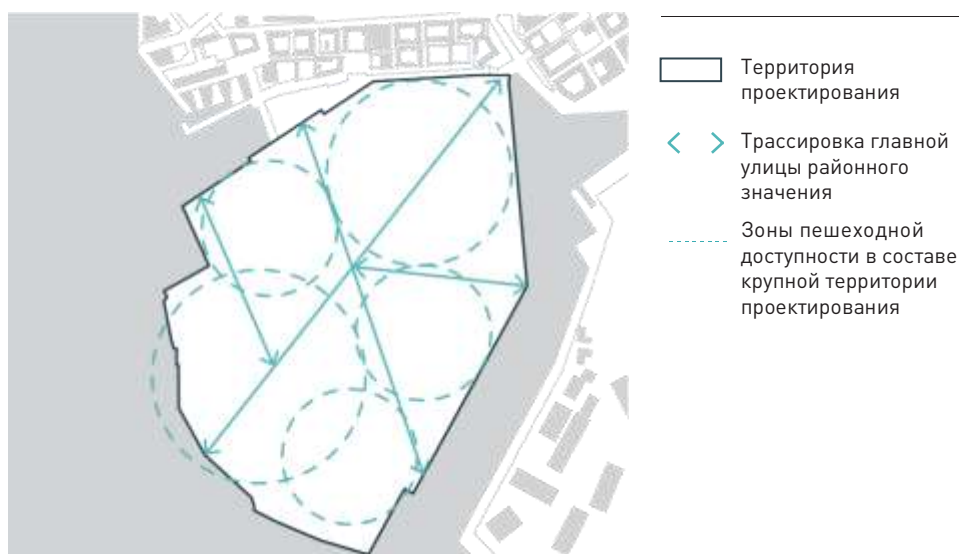 Территория
проектирования
Трассировка главной
улицы районного
значения
Зоны пешеходной
доступности в составе
крупной территории
проектирования